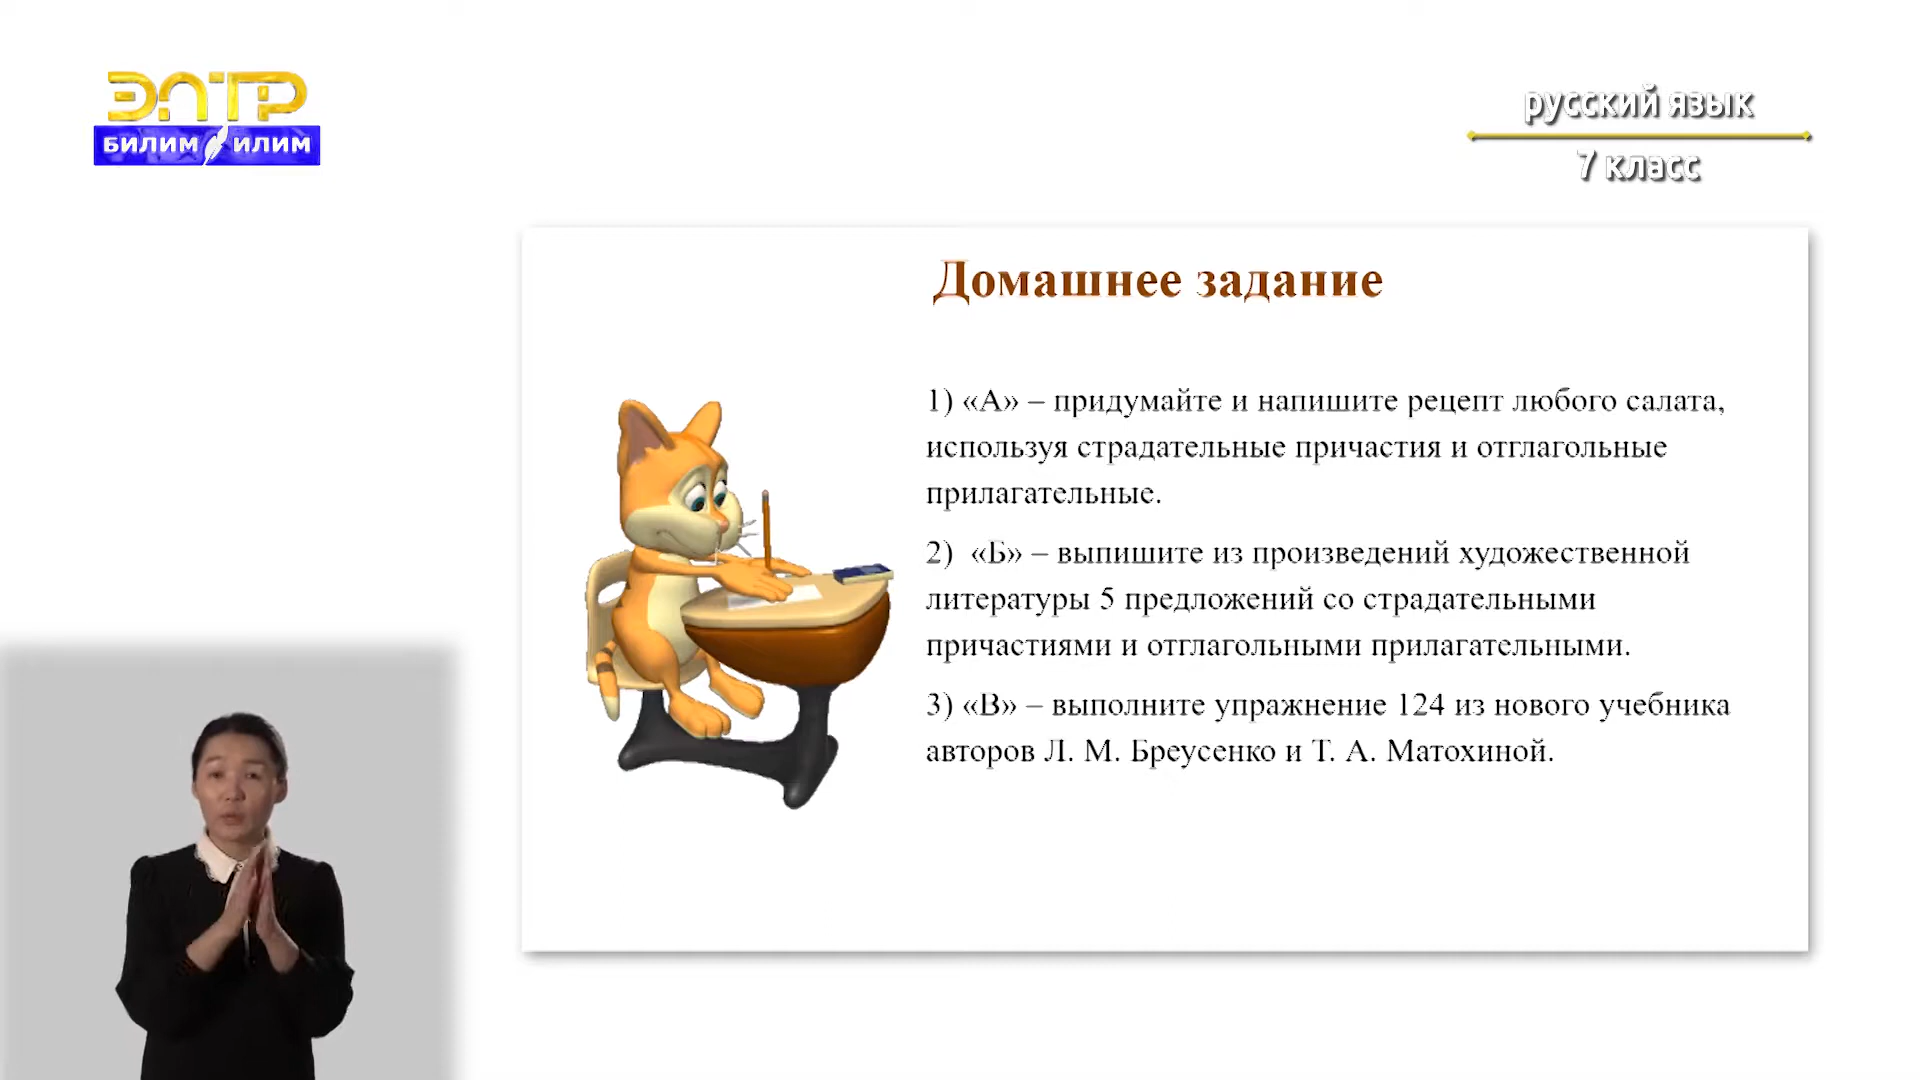 ЭЛТР
БИЛИМ ИЛИМ
русский язык
7 класс
Домашнее задание
1) «А» – придумайте и напишите рецепт любого салата,
используя страдательные причастия и отглагольные
прилагательные.
2) «Б» – выпишите из произведений художественной
литературы 5 предложений со страдательными
причастиями и отглагольными прилагательными.
3) «В» – выполните упражнение 124 из нового учебника
авторов Л. М. Бреусенко и Т. А. Матохиной.